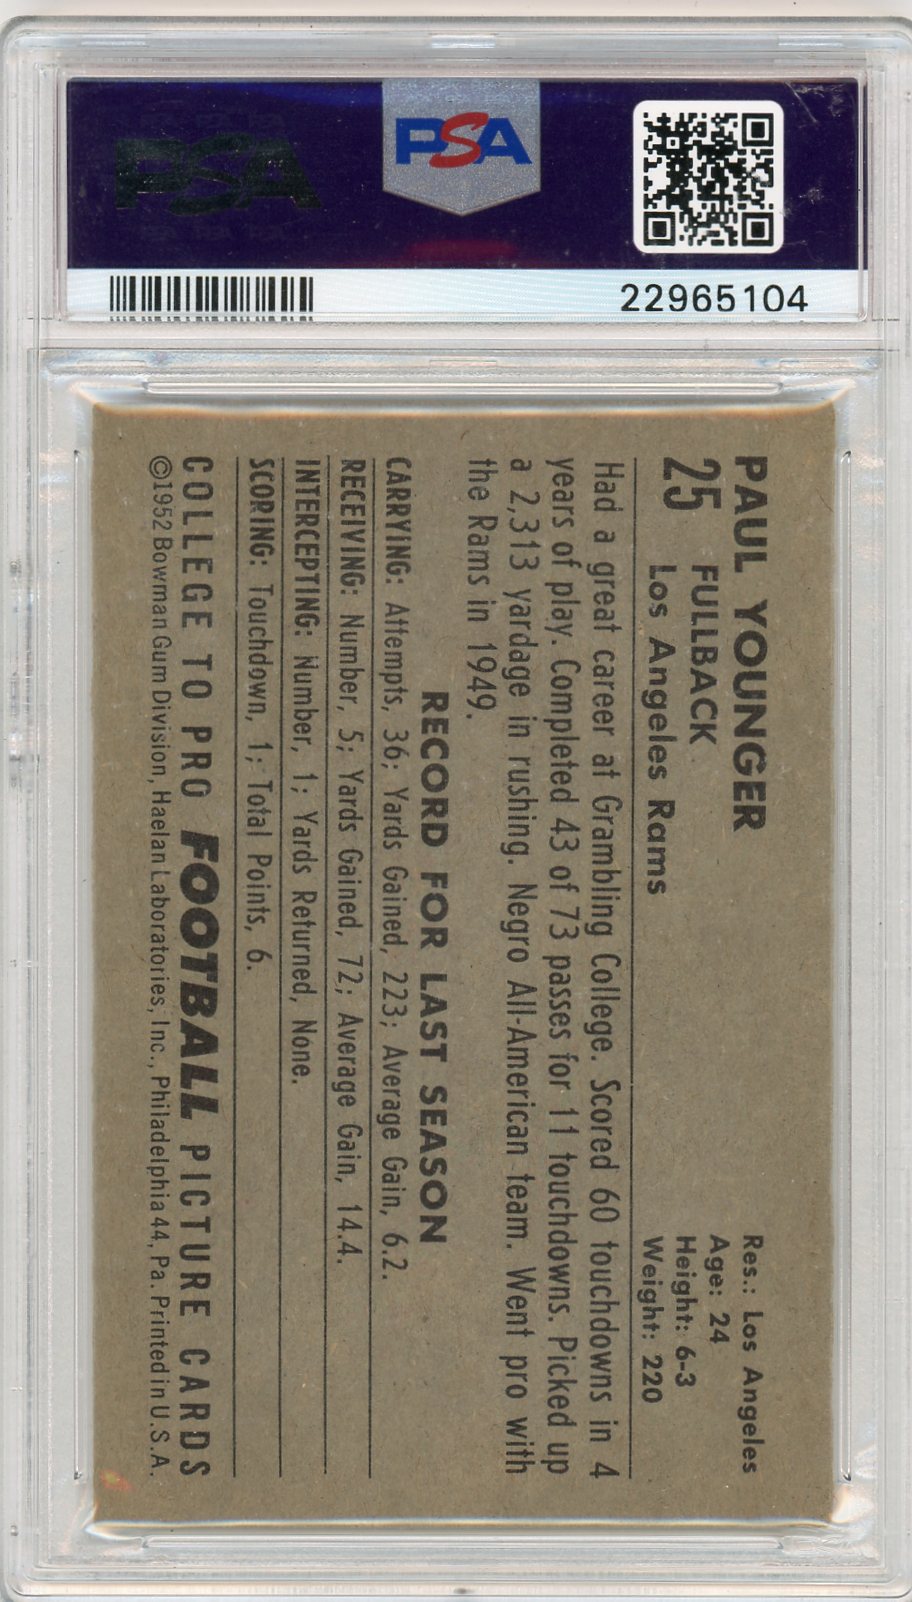 PSA
PSA
22965104
PAUL YOUNGER
25 FULLBACK
Los Angeles Rams
Res.: Los Angeles
Age: 24
Height: 6-3
Weight: 220
Had a great career at Grambling College. Scored 60 touchdowns in 4
years of play. Completed 43 of 73 passes for 11 touchdowns. Picked up
a 2,313 yardage in rushing. Negro All-American team. Went pro with
the Rams in 1949.
RECORD FOR LAST SEASON
CARRYING: Attempts, 36; Yards Gained, 223; Average Gain, 6.2.
RECEIVING: Number, 5; Yards Gained, 72; Average Gain, 14.4.
INTERCEPTING: Number, 1; Yards Returned, None.
SCORING: Touchdown, 1; Total Points, 6.
COLLEGE TO PRO FOOTBALL PICTURE CARDS
©1952 Bowman Gum Division, Haelan Laboratories, Inc., Philadelphia 44, Pa. Printed in U.S.A.